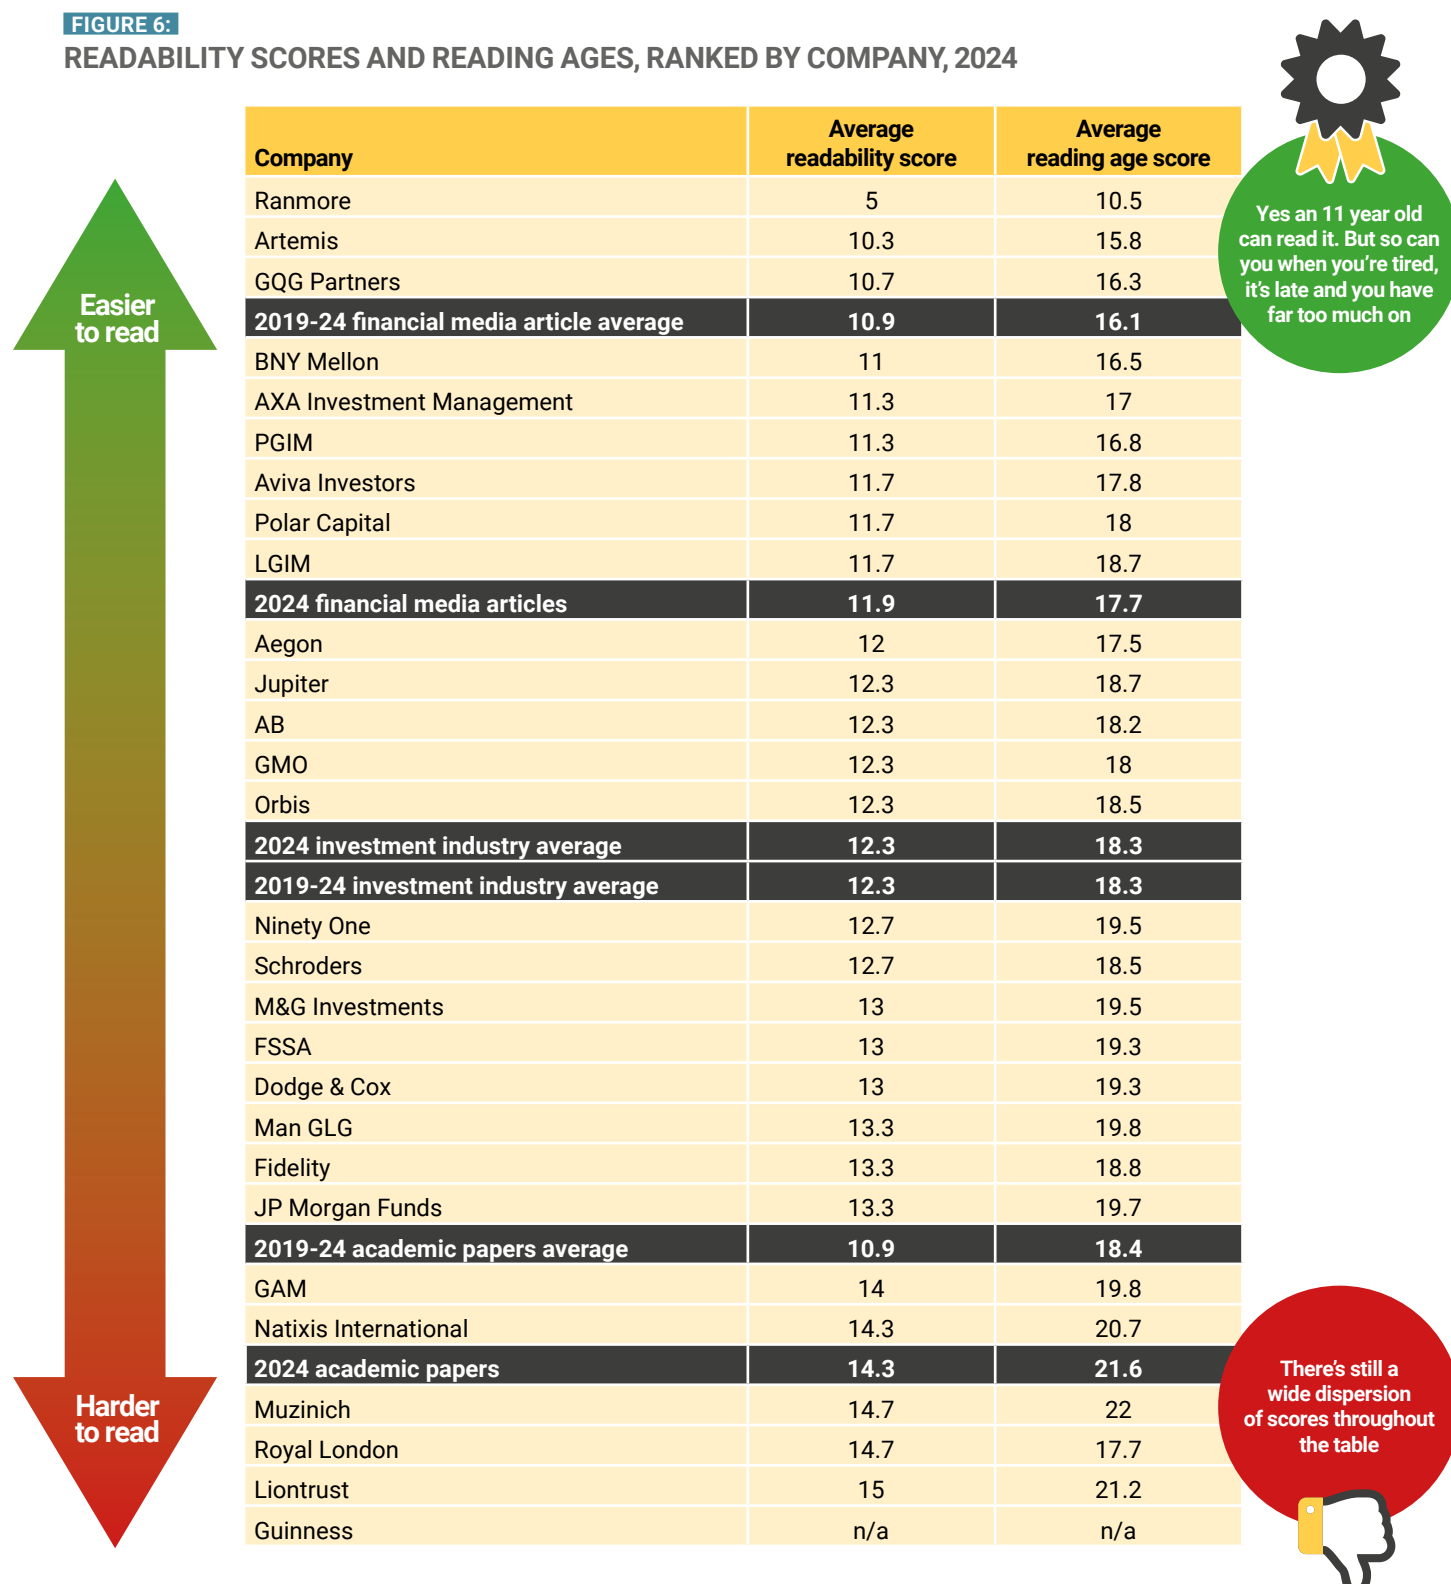 FIGURE 6:
READABILITY SCORES AND READING AGES, RANKED BY COMPANY, 2024
Easier
to read
Harder
to read
Company
Average
readability score
Average
reading age score
Ranmore 5 10.5
Artemis 10.3 15.8
GQG Partners 10.7 16.3
2019-24 financial media article average 10.9 16.1
BNY Mellon 11 16.5
AXA Investment Management 11.3 17
PGIM 11.3 16.8
Aviva Investors 11.7 17.8
Polar Capital 11.7 18
LGIM 11.7 18.7
2024 financial media articles 11.9 17.7
Aegon 12 17.5
Jupiter 12.3 18.7
AB 12.3 18.2
GMO 12.3 18
Orbis 12.3 18.5
2024 investment industry average 12.3 18.3
2019-24 investment industry average 12.3 18.3
Ninety One 12.7 19.5
Schroders 12.7 18.5
M&G Investments 13 19.5
FSSA 13 19.3
Dodge & Cox 13 19.3
Man GLG 13.3 19.8
Fidelity 13.3 18.8
JP Morgan Funds 13.3 19.7
2019-24 academic papers average 10.9 18.4
GAM 14 19.8
Natixis International 14.3 20.7
2024 academic papers 14.3 21.6
Muzinich 14.7 22
Royal London 14.7 17.7
Liontrust 15 21.2
Guinness n/a n/a
Yes an 11 year old
can read it. But so can
you when you're tired,
it's late and you have
far too much on
There's still a
wide dispersion
of scores throughout
the table